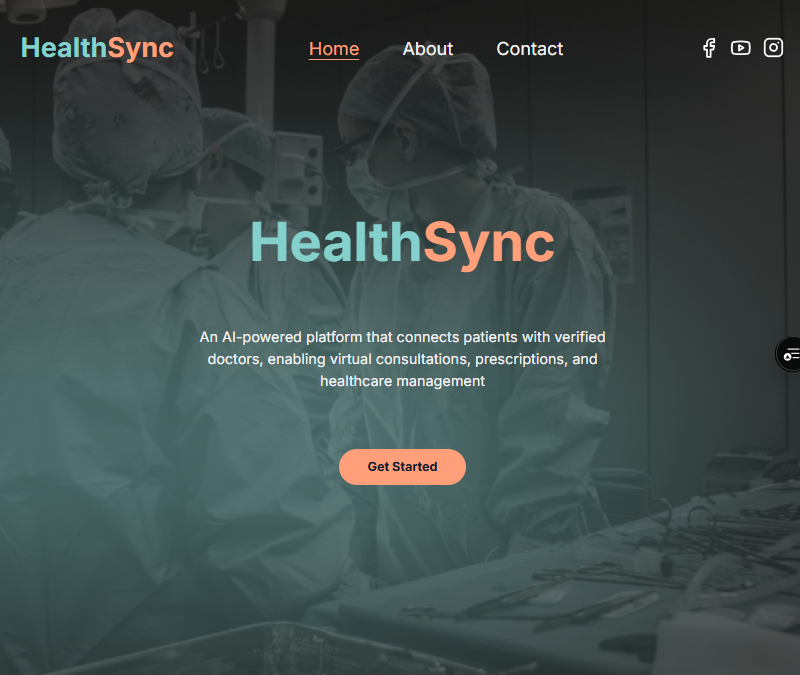 HealthSync
Home About Contact
HealthSync
An AI-powered platform that connects patients with verified
doctors, enabling virtual consultations, prescriptions, and
healthcare management
Get Started